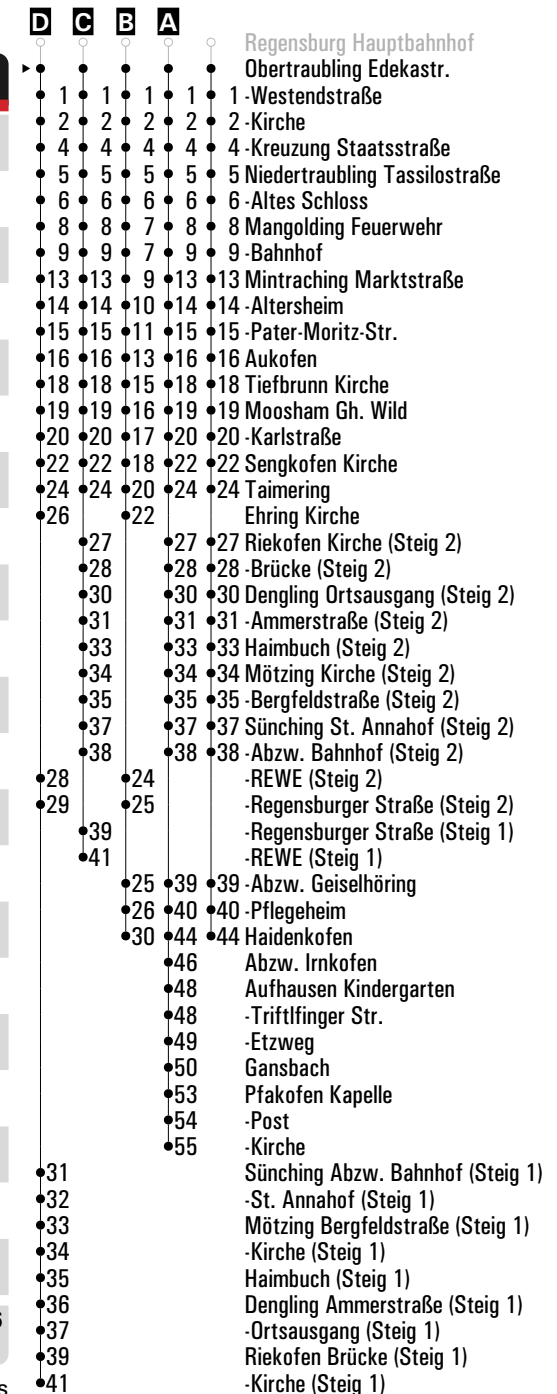 D C B A
Regensburg Hauptbahnhof
Obertraubling Edekastr.
1 1 1 1 1 -Westendstraße
2 2 2 2 2 -Kirche
4 4 4 4 4 -Kreuzung Staatsstraße
5 5 5 5 5 Niedertraubling Tassilostraße
6 6 6 6 6 -Altes Schloss
8 8 7 8 8 Mangolding Feuerwehr
9 9 7 9 9 -Bahnhof
13 13 9 13 13 Mintraching Marktstraße
14 14 10 14 14 -Altersheim
15 15 11 15 15 -Pater-Moritz-Str.
16 16 13 16 16 Aukofen
18 18 15 18 18 Tiefbrunn Kirche
19 19 16 19 19 Moosham Gh. Wild
20 20 17 20 20 -Karlstraße
22 22 18 22 22 Sengkofen Kirche
24 24 20 24 24 Taimering
26 22 Ehring Kirche
27 27 27 Riekofen Kirche (Steig 2)
28 28 28 -Brücke (Steig 2)
30 30 30 Dengling Ortsausgang (Steig 2)
31 31 31 -Ammerstraße (Steig 2)
33 33 33 Haimbuch (Steig 2)
34 34 34 Mötzing Kirche (Steig 2)
35 35 35 -Bergfeldstraße (Steig 2)
37 37 37 Sünching St. Annahof (Steig 2)
38 38 38 -Abzw. Bahnhof (Steig 2)
28 24 -REWE (Steig 2)
29 25 -Regensburger Straße (Steig 2)
39 -Regensburger Straße (Steig 1)
41 -REWE (Steig 1)
25 39 39 -Abzw. Geiselhöring
26 40 40 -Pflegeheim
30 44 44 Haidenkofen
46 Abzw. Irnkofen
48 Aufhausen Kindergarten
48 -Triftlfinger Str.
49 -Etzweg
50 Gansbach
53 Pfakofen Kapelle
54 -Post
55 -Kirche
31 Sünching Abzw. Bahnhof (Steig 1)
32 -St. Annahof (Steig 1)
33 Mötzing Bergfeldstraße (Steig 1)
34 -Kirche (Steig 1)
35 Haimbuch (Steig 1)
36 Dengling Ammerstraße (Steig 1)
37 -Ortsausgang (Steig 1)
39 Riekofen Brücke (Steig 1)
41 -Kirche (Steig 1)